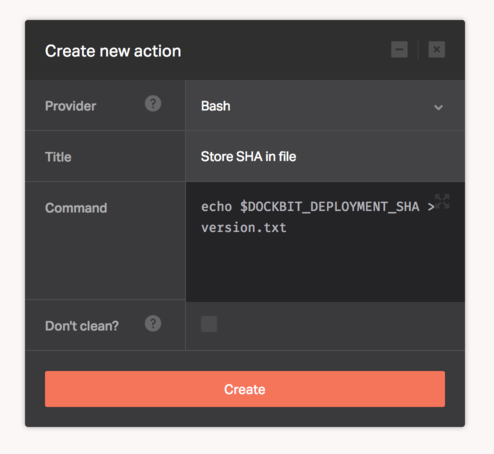 Create new action
Provider ?
Bash
Title
Store SHA in file
Command
echo $DOCKBIT_DEPLOYMENT_SHA >
version.txt
Don't clean? ?
Create